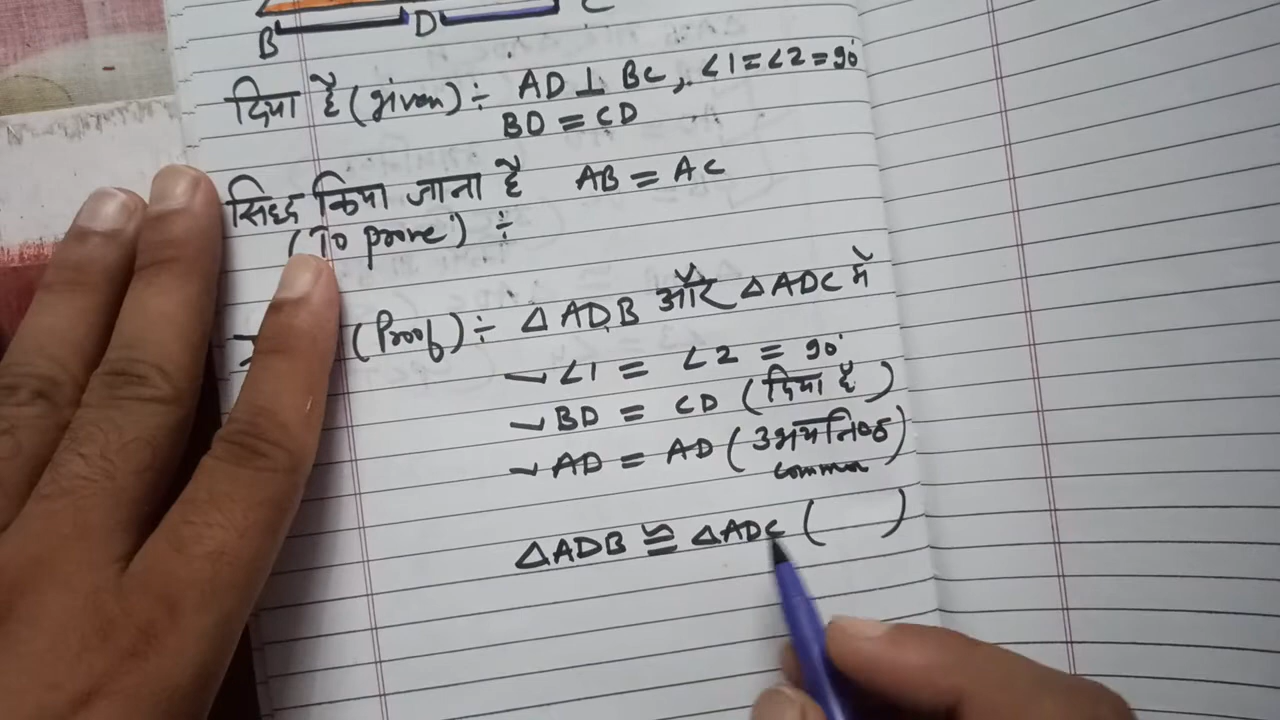 B D C
दिया है (given) ÷ AD ⊥ BC, ∠1 = ∠2 = 90°
BD = CD
सिध्द किया जाना है AB = AC
(To prove) ÷
(Proof) ÷ △ ADB और △ ADC में
∠1 = ∠2 = 90°
BD = CD (दिया है)
AD = AD (उभयनिष्ठ)
common
△ADB ≅ △ADC ( )